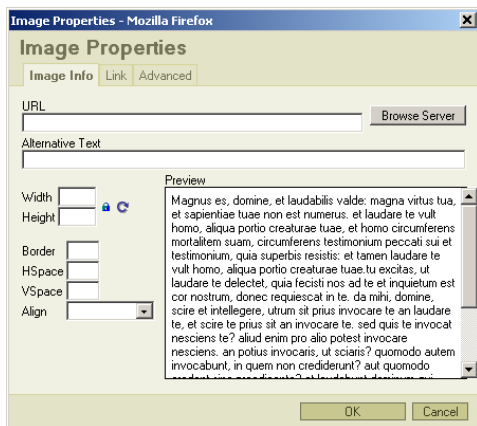 Image Properties - Mozilla Firefox
Image Properties
Image Info Link Advanced
URL
Browse Server
Alternative Text
Preview
Width
Height
Border
HSpace
VSpace
Align
Magnus es, domine, et laudabilis valde: magna virtus tua,
et sapientiae tuae non est numerus. et laudare te vult
homo, aliqua portio creaturae tuae, et homo circumferens
mortalitem suam, circumferens testimonium peccati sui et
testimonium, quia superbis resistis: et tamen laudare te
vult homo, aliqua portio creaturae tuae.tu excitas, ut
laudare te delectet, quia fecisti nos ad te et inquietum est
cor nostrum, donec requiescat in te. da mihi, domine,
scire et intellegere, utrum sit prius invocare te an laudare
te, et scire te prius sit an invocare te. sed quis te invocat
nesciens te? aliud enim pro alio potest invocare
nesciens. an potius invocaris, ut sciaris? quomodo autem
invocabunt, in quem non crediderunt? aut quomodo
OK Cancel